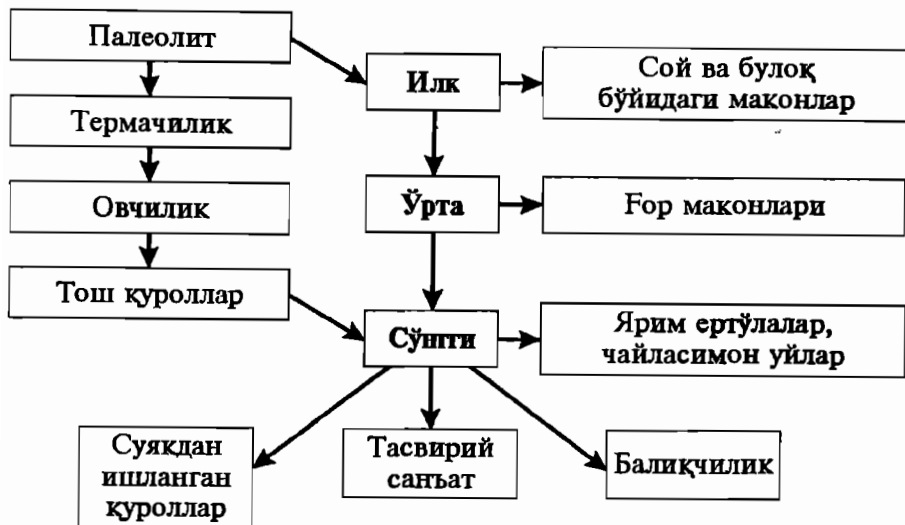 Палеолит
Илк
Сой ва булоқ
бўйидаги маконлар
Термачилик
Овчилик
Ўрта
Ғор маконлари
Тош қуроллар
Сўнгги
Ярим ертўлалар,
чайласимон уйлар
Суякдан
ишланган
қуроллар
Тасвирий
санъат
Балиқчилик